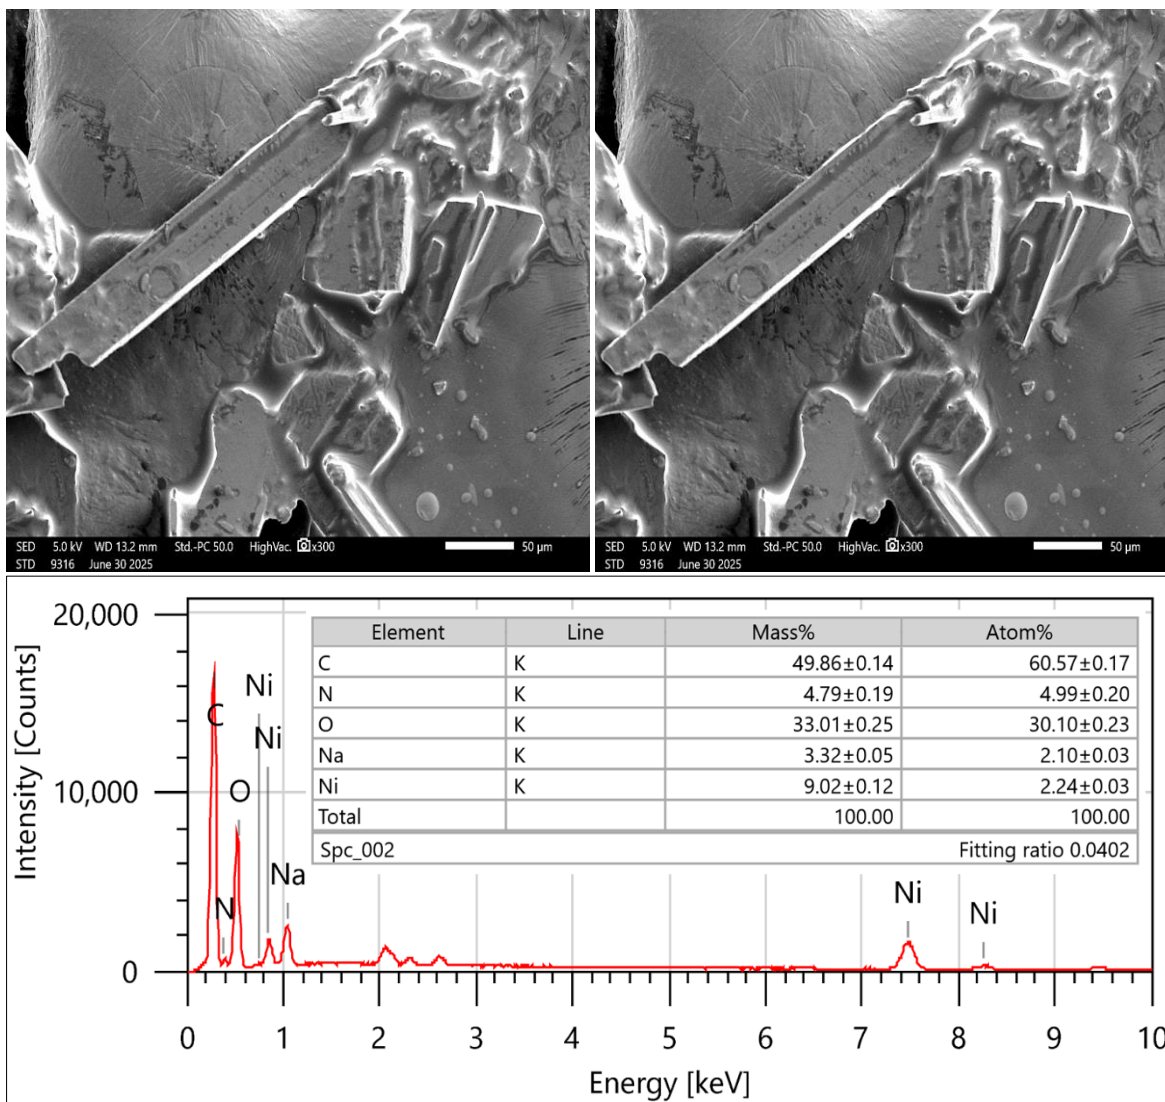 SED 5.0 kV WD 13.2 mm Std.-PC 50.0 HighVac. x300 50 µm
STD 9316 June 30 2025
SED 5.0 kV WD 13.2 mm Std.-PC 50.0 HighVac. x300 50 µm
STD 9316 June 30 2025
Intensity [Counts]
20,000
10,000
0
C
N
O
Ni
Ni
Na
Ni
Ni
Element Line Mass% Atom%
C K 49.86±0.14 60.57±0.17
N K 4.79±0.19 4.99±0.20
O K 33.01±0.25 30.10±0.23
Na K 3.32±0.05 2.10±0.03
Ni K 9.02±0.12 2.24±0.03
Total 100.00 100.00
Spc_002 Fitting ratio 0.0402
0 1 2 3 4 5 6 7 8 9 10
Energy [keV]